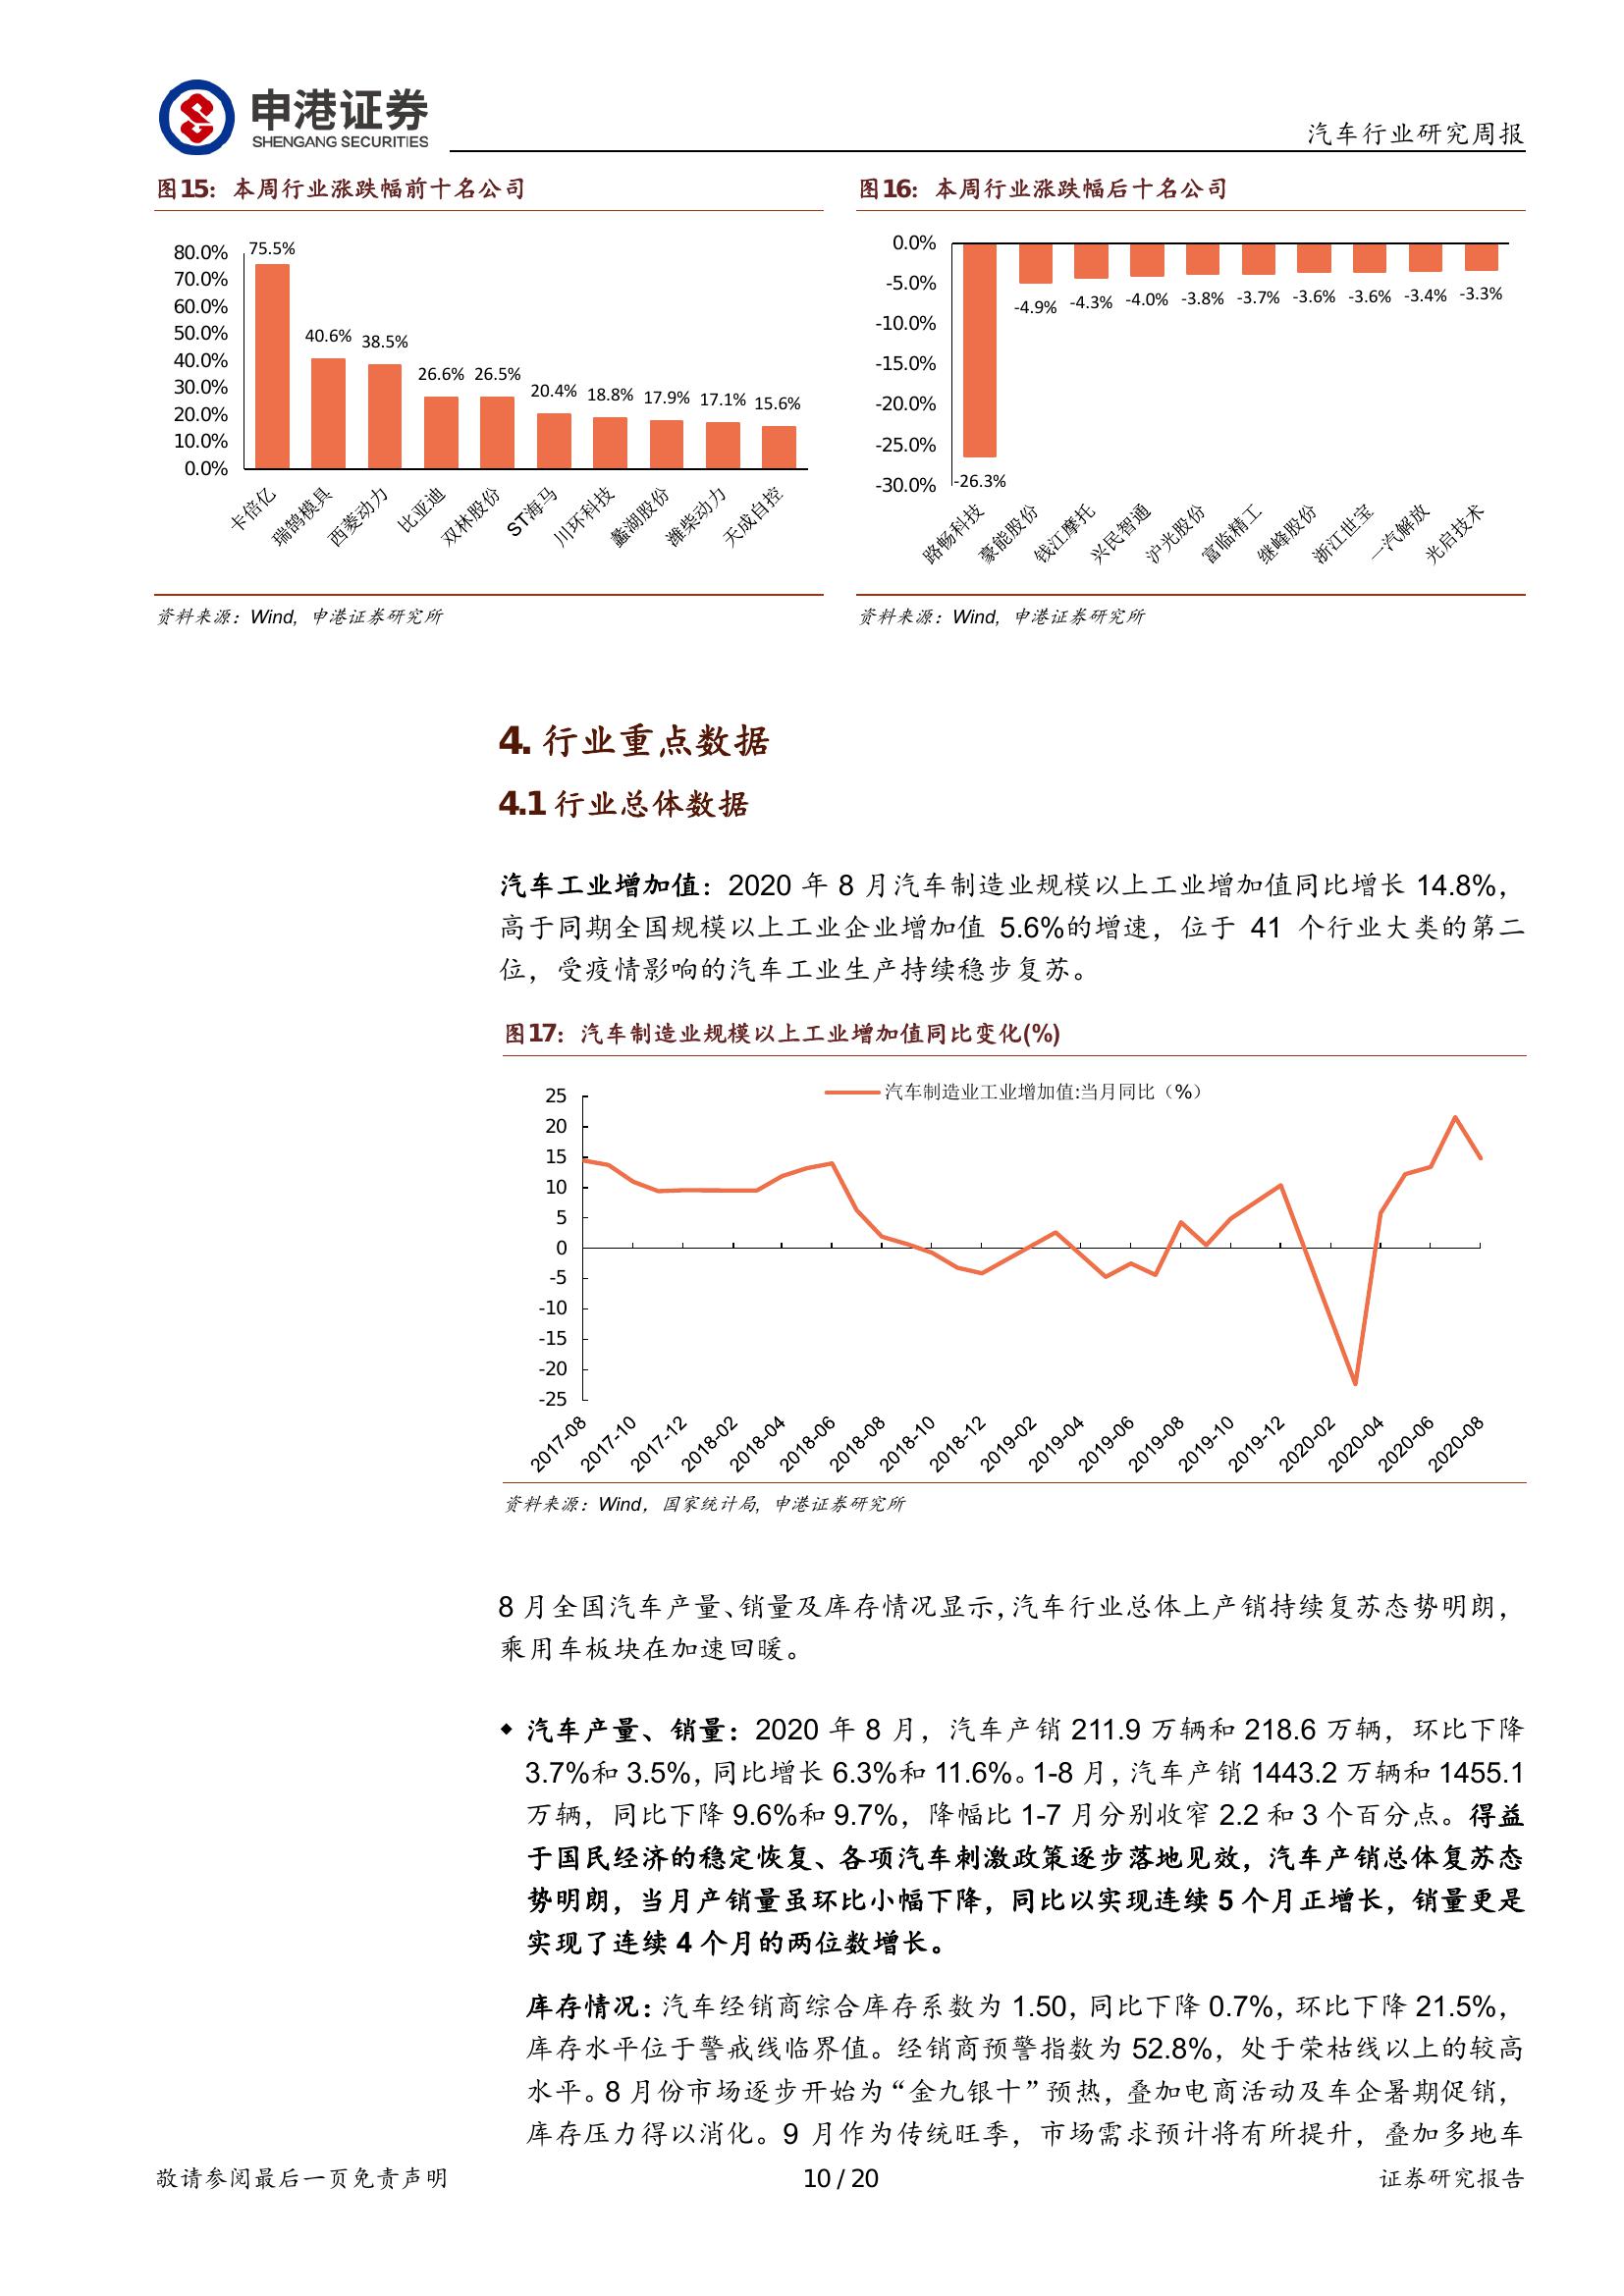 申港证券
SHENGANG SECURITIES
汽车行业研究周报
图15：本周行业涨跌幅前十名公司
80.0%
70.0%
60.0%
50.0%
40.0%
30.0%
20.0%
10.0%
0.0%
75.5%
40.6%
38.5%
26.6%
26.5%
20.4%
18.8%
17.9%
17.1%
15.6%
卡倍亿
瑞鹄模具
西菱动力
比亚迪
双林股份
ST海马
川环科技
蠡湖股份
潍柴动力
天成自控
资料来源：Wind，申港证券研究所
图16：本周行业涨跌幅后十名公司
0.0%
-5.0%
-10.0%
-15.0%
-20.0%
-25.0%
-30.0%
-26.3%
-4.9%
-4.3%
-4.0%
-3.8%
-3.7%
-3.6%
-3.6%
-3.4%
-3.3%
路畅科技
豪能股份
钱江摩托
兴民智通
沪光股份
富临精工
继峰股份
浙江世宝
一汽解放
光启技术
资料来源：Wind，申港证券研究所
4. 行业重点数据
4.1 行业总体数据
汽车工业增加值：2020 年 8 月汽车制造业规模以上工业增加值同比增长 14.8%，
高于同期全国规模以上工业企业增加值 5.6%的增速，位于 41 个行业大类的第二
位，受疫情影响的汽车工业生产持续稳步复苏。
图17：汽车制造业规模以上工业增加值同比变化(%)
汽车制造业工业增加值:当月同比（%）
25
20
15
10
5
0
-5
-10
-15
-20
-25
2017-08
2017-10
2017-12
2018-02
2018-04
2018-06
2018-08
2018-10
2018-12
2019-02
2019-04
2019-06
2019-08
2019-10
2019-12
2020-02
2020-04
2020-06
2020-08
资料来源：Wind，国家统计局，申港证券研究所
8 月全国汽车产量、销量及库存情况显示，汽车行业总体上产销持续复苏态势明朗，
乘用车板块在加速回暖。
◆ 汽车产量、销量：2020 年 8 月，汽车产销 211.9 万辆和 218.6 万辆，环比下降
3.7%和 3.5%，同比增长 6.3%和 11.6%。1-8 月，汽车产销 1443.2 万辆和 1455.1
万辆，同比下降 9.6%和 9.7%，降幅比 1-7 月分别收窄 2.2 和 3 个百分点。得益
于国民经济的稳定恢复、各项汽车刺激政策逐步落地见效，汽车产销总体复苏态
势明朗，当月产销量虽环比小幅下降，同比以实现连续 5 个月正增长，销量更是
实现了连续 4 个月的两位数增长。
库存情况：汽车经销商综合库存系数为 1.50，同比下降 0.7%，环比下降 21.5%，
库存水平位于警戒线临界值。经销商预警指数为 52.8%，处于荣枯线以上的较高
水平。8 月份市场逐步开始为“金九银十”预热，叠加电商活动及车企暑期促销，
库存压力得以消化。9 月作为传统旺季，市场需求预计将有所提升，叠加多地车
敬请参阅最后一页免责声明
10 / 20
证券研究报告